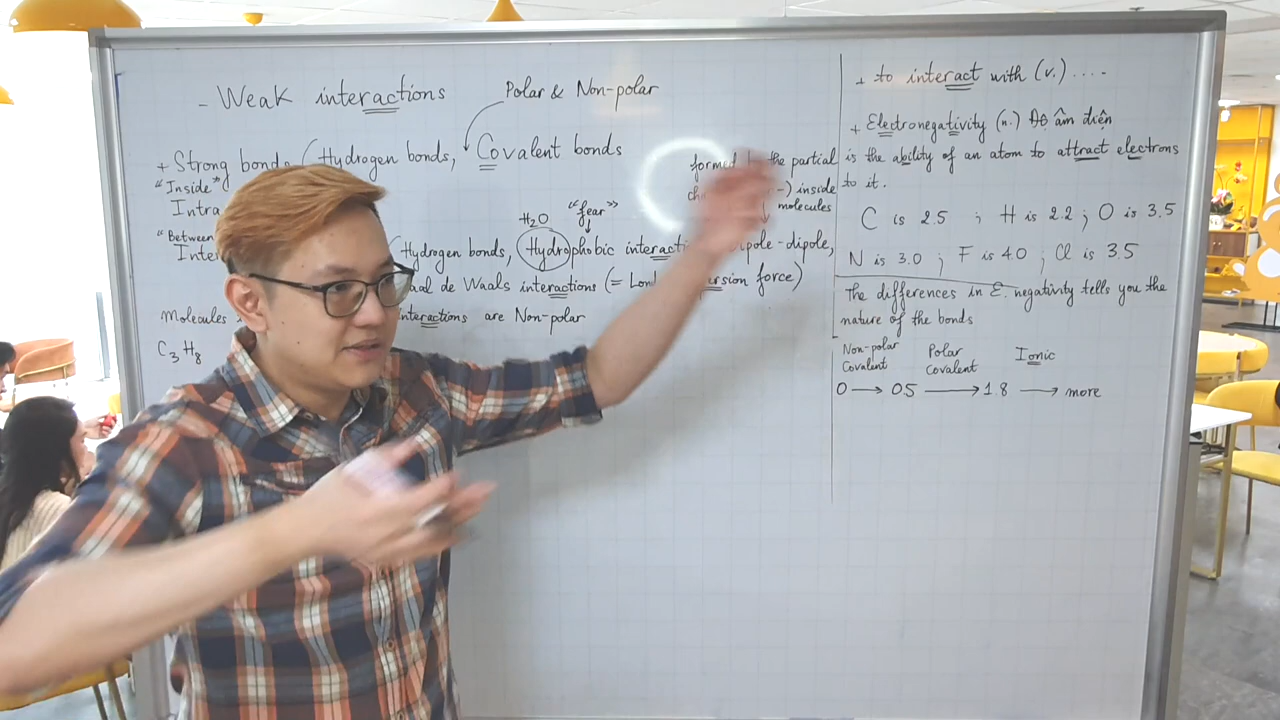 - Weak interactions
Polar & Non-polar
+ Strong bonds (Hydrogen bonds, Covalent bonds
"Inside"
Intra
"Between
Inter
H₂O
"fear"
Hydrogen bonds, Hydrophobic dipole-dipole,
Waals interactions (= force)
formed the partial
-) inside
molecules
Molecules interactions are Non-polar
C₃H₈
+ to interact with (v.) ....
+ Electronegativity (n.) Độ âm điện
is the ability of an atom to attract electrons
to it.
C is 2.5 ; H is 2.2 ; O is 3.5
N is 3.0 ; F is 4.0 ; Cl is 3.5
The differences in E. negativity tells you the
nature of the bonds
Non-polar Covalent
Polar Covalent
Ionic
0 → 0.5 → 1.8 → more